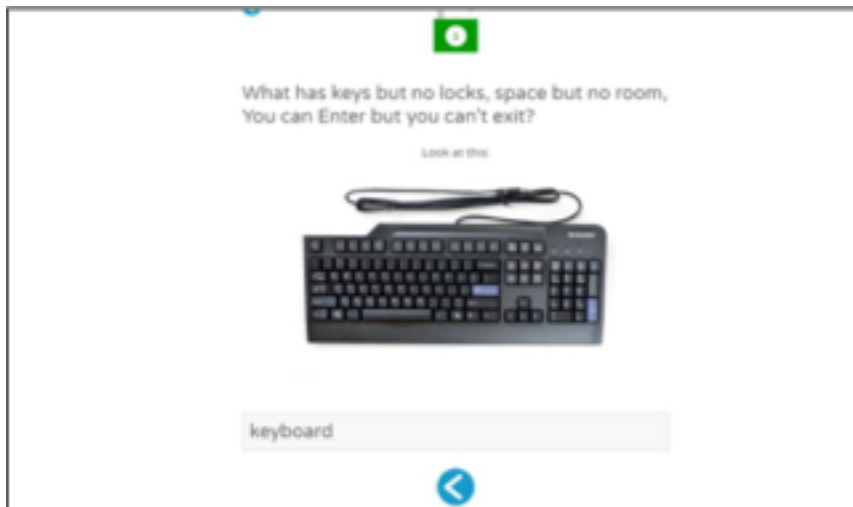 What has keys but no locks, space but no room,
You can Enter but you can't exit?
Look at this:
keyboard